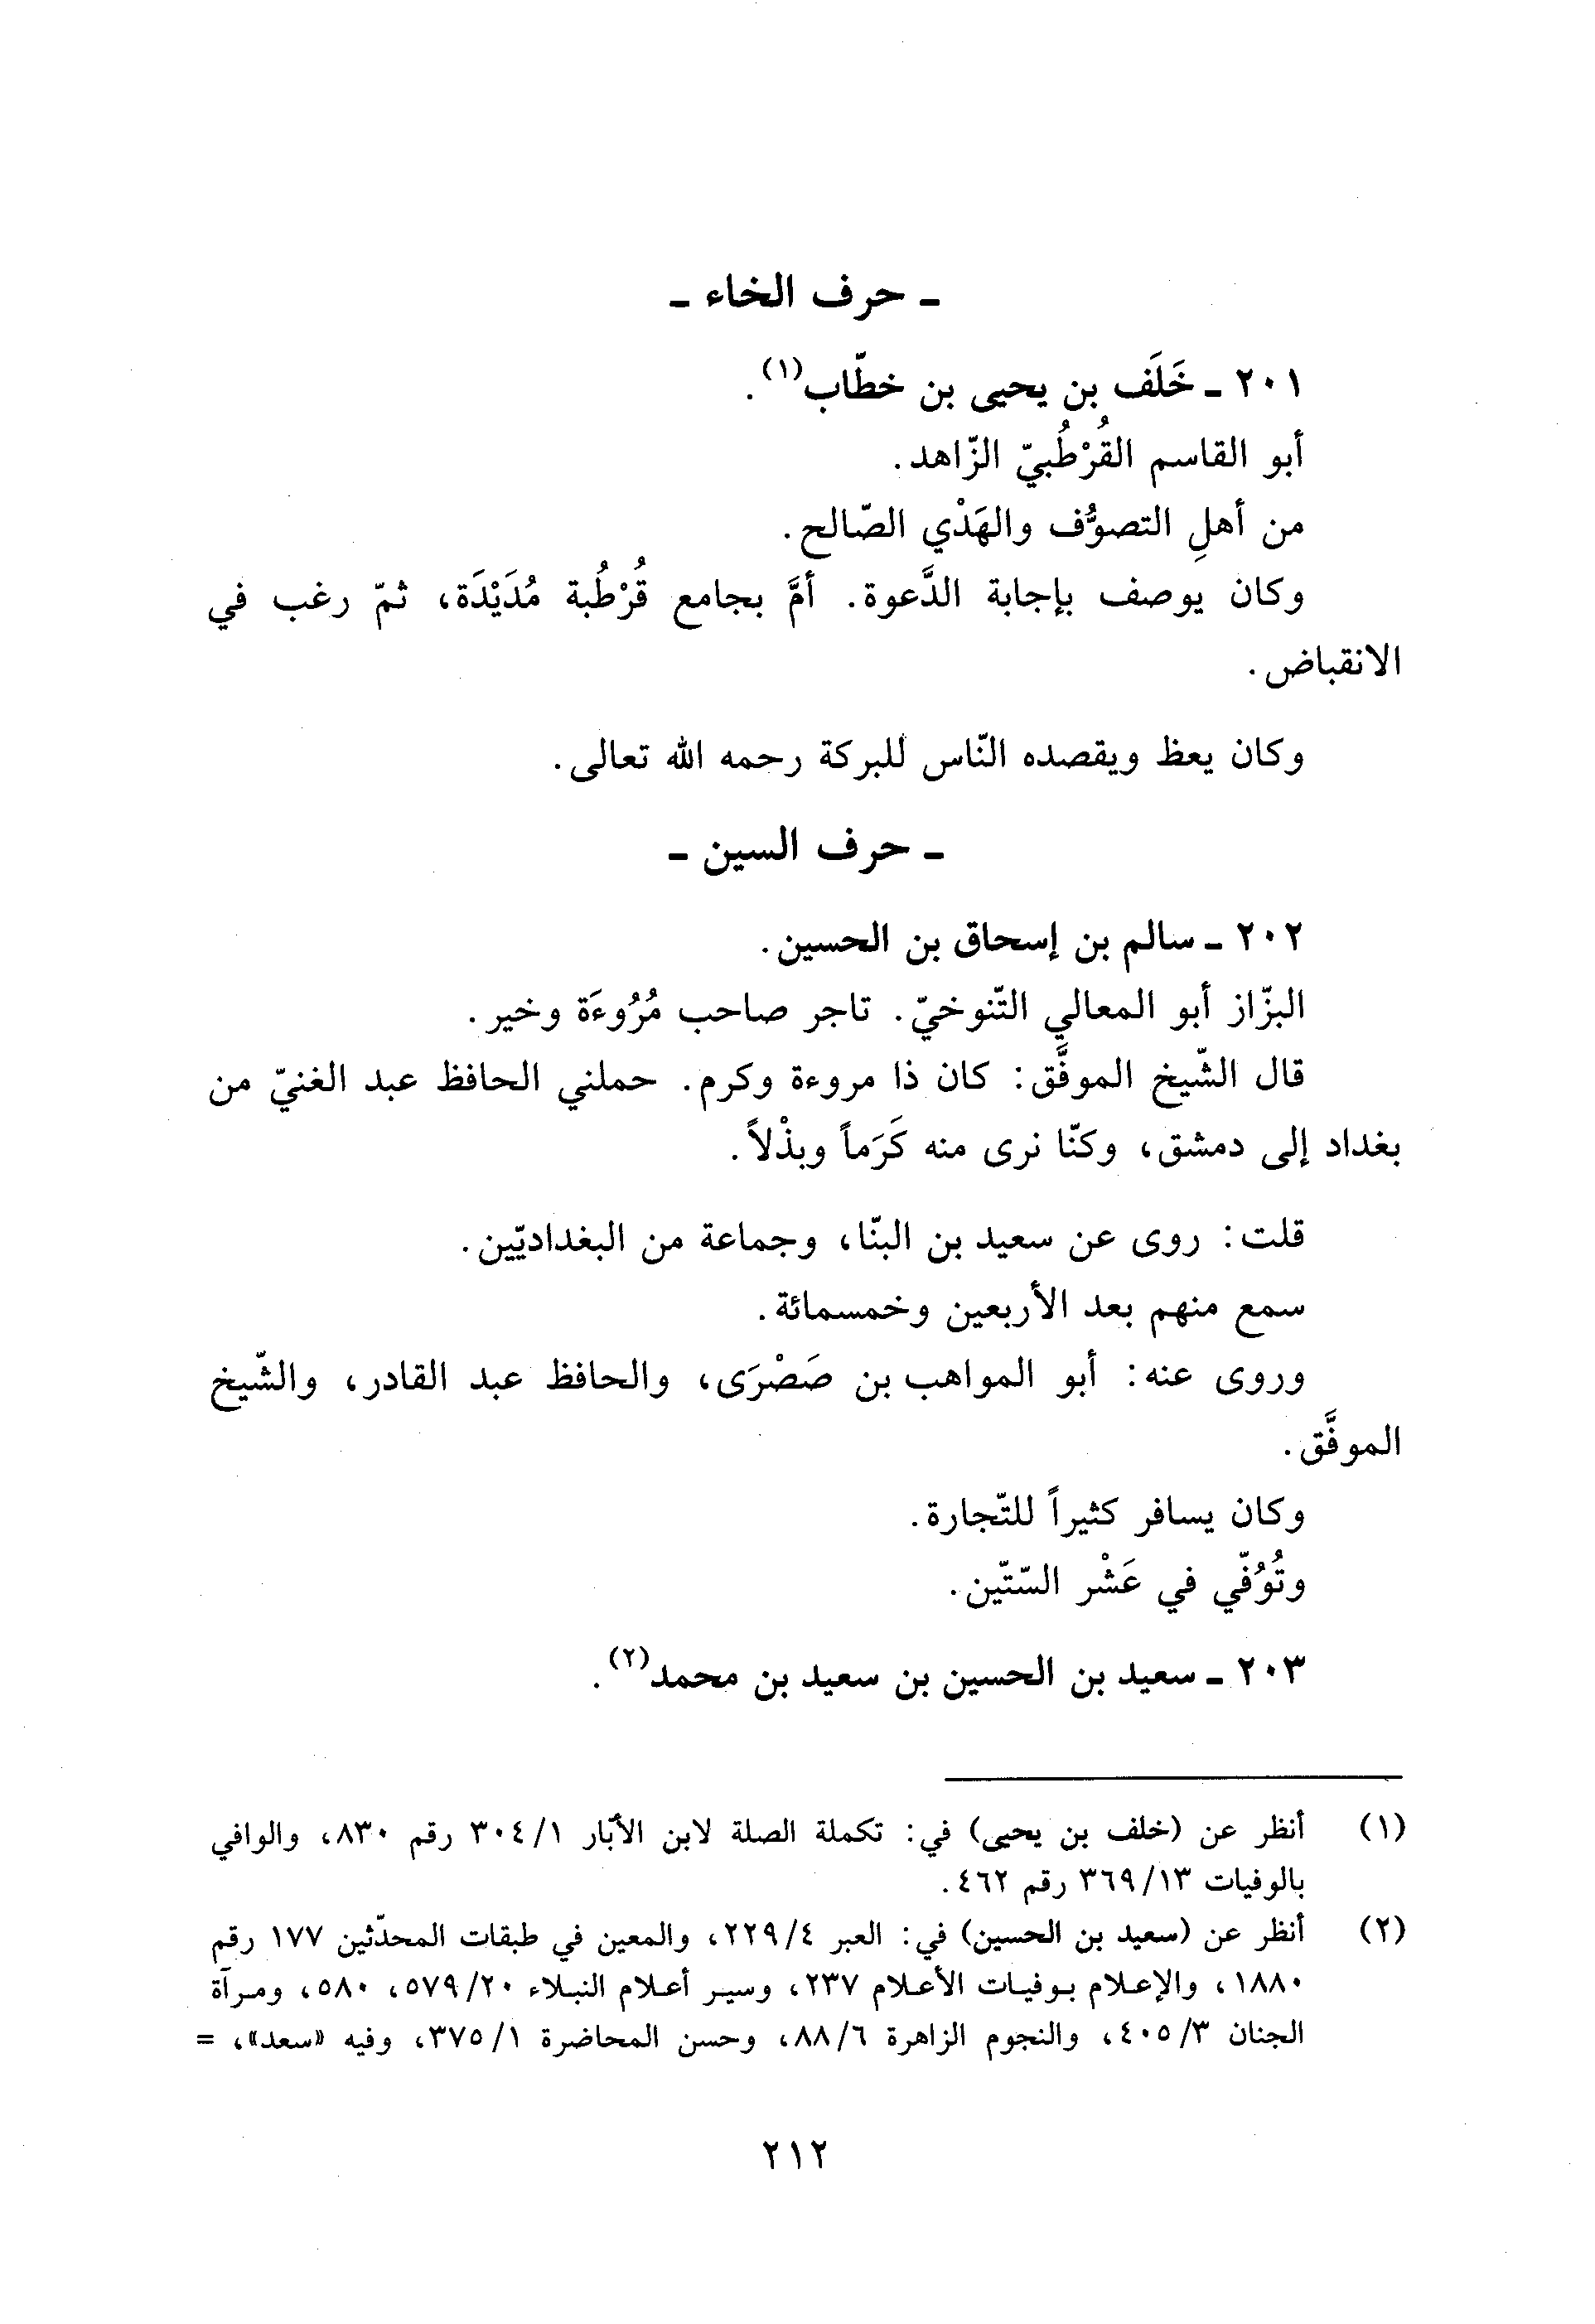 ـ حرف الخاء ـ
٢٠١ ـ خَلَف بن يحيى بن خطّاب(١).
أبو القاسم القُرْطُبيّ الزّاهد.
من أهلِ التصوُّف والهَدْي الصّالح.
وكان يوصف بإجابة الدَّعوة. أمَّ بجامع قُرْطُبة مُدَيْدَة، ثمّ رغب في
الانقباض.
وكان يعظ ويقصده النّاس للبركة رحمه الله تعالى.
ـ حرف السين ـ
٢٠٢ ـ سالم بن إسحاق بن الحسين.
البزّاز أبو المعالي التّنوخيّ. تاجر صاحب مُرُوءَة وخير.
قال الشّيخ الموفَّق: كان ذا مروءة وكرم. حملني الحافظ عبد الغنيّ من
بغداد إلى دمشق، وكنّا نرى منه كَرَماً وبذْلاً.
قلت: روى عن سعيد بن البنّا، وجماعة من البغداديّين.
سمع منهم بعد الأربعين وخمسمائة.
وروى عنه: أبو المواهب بن صَصْرَى، والحافظ عبد القادر، والشّيخ
الموفَّق.
وكان يسافر كثيراً للتّجارة.
وتُوُفّي في عَشْر السّتّين.
٢٠٣ ـ سعيد بن الحسين بن سعيد بن محمد(٢).
(١) أنظر عن (خلف بن يحيى) في: تكملة الصلة لابن الأبّار ١/ ٣٠٤ رقم ٨٣٠، والوافي
بالوفيات ١٣/ ٣٦٩ رقم ٤٦٢.
(٢) أنظر عن (سعيد بن الحسين) في: العبر ٤/ ٢٢٩، والمعين في طبقات المحدّثين ١٧٧ رقم
١٨٨٠، والإعلام بوفيات الأعلام ٢٣٧، وسير أعلام النبلاء ٢٠/ ٥٧٩، ٥٨٠، ومرآة
الجنان ٣/ ٤٠٥، والنجوم الزاهرة ٦/ ٨٨، وحسن المحاضرة ١/ ٣٧٥، وفيه «سعد»، =
٢١٢